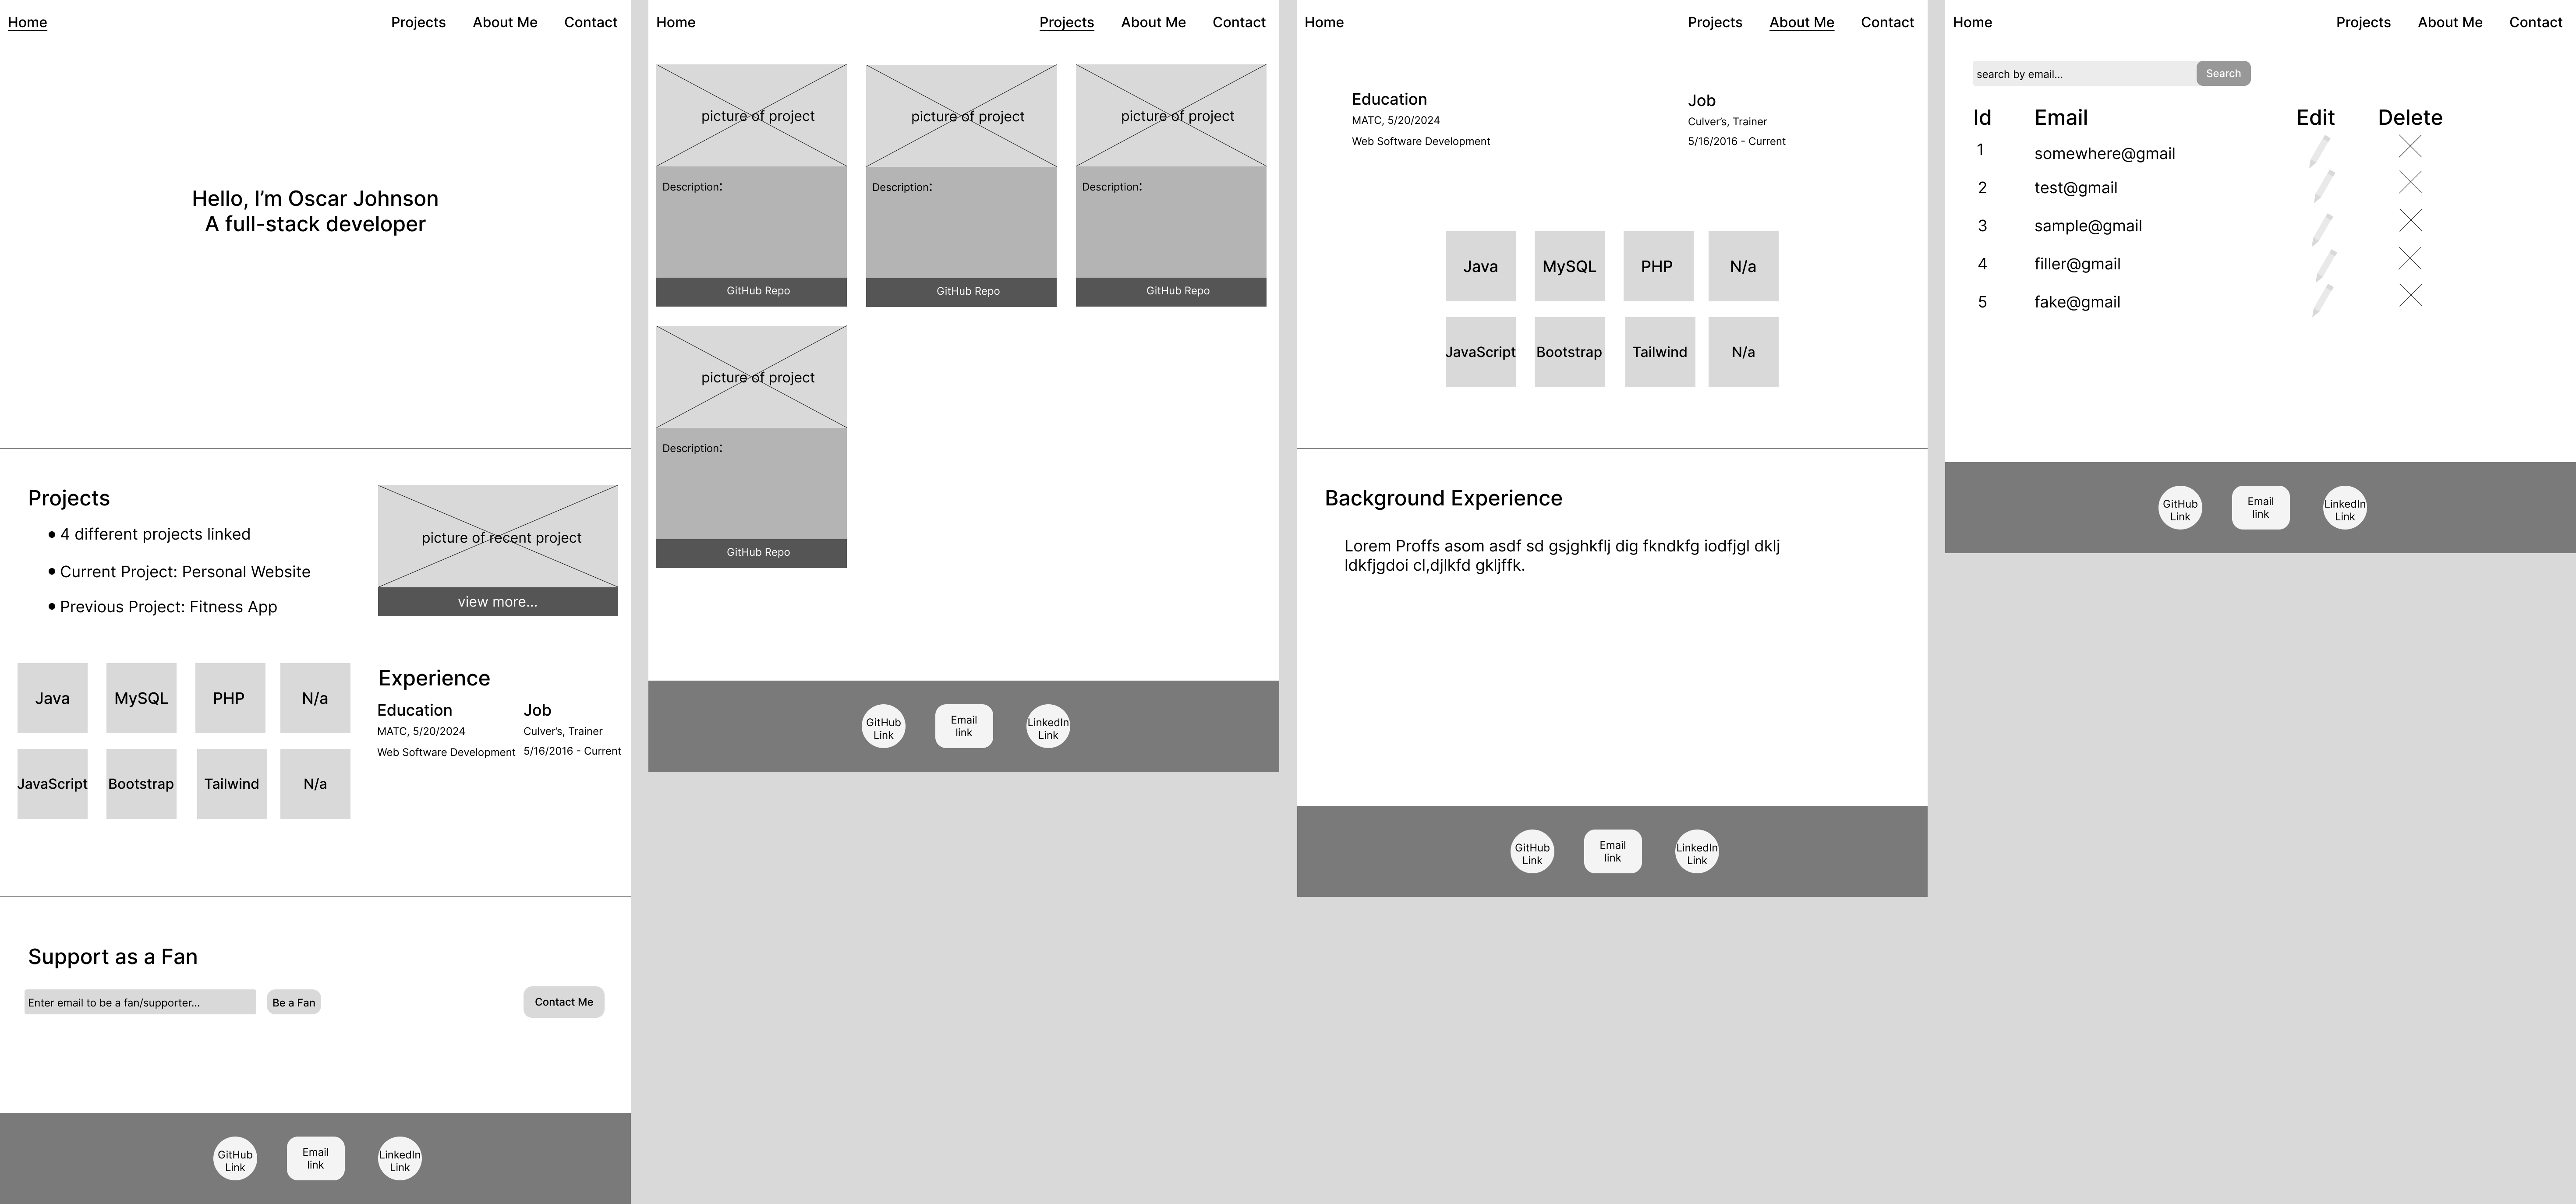 Home
Projects
About Me
Contact
Hello, I'm Oscar Johnson
A full-stack developer
Projects
4 different projects linked
Current Project: Personal Website
Previous Project: Fitness App
picture of recent project
view more...
Java
MySQL
PHP
N/a
JavaScript
Bootstrap
Tailwind
N/a
Experience
Education
MATC, 5/20/2024
Web Software Development
Job
Culver's, Trainer
5/16/2016 - Current
Support as a Fan
Enter email to be a fan/supporter...
Be a Fan
Contact Me
GitHub
Link
Email
link
LinkedIn
Link
Home
Projects
About Me
Contact
picture of project
Description:
GitHub Repo
picture of project
Description:
GitHub Repo
picture of project
Description:
GitHub Repo
picture of project
Description:
GitHub Repo
GitHub
Link
Email
link
LinkedIn
Link
Home
Projects
About Me
Contact
Education
MATC, 5/20/2024
Web Software Development
Job
Culver's, Trainer
5/16/2016 - Current
Java
MySQL
PHP
N/a
JavaScript
Bootstrap
Tailwind
N/a
Background Experience
Lorem Proffs asom asdf sd gsjghkflj dig fkndkfg iodfjgl dklj
ldkfjgdoi cl,djlkfd gkljffk.
GitHub
Link
Email
link
LinkedIn
Link
Home
Projects
About Me
Contact
search by email...
Search
Id
Email
Edit
Delete
1
somewhere@gmail
2
test@gmail
3
sample@gmail
4
filler@gmail
5
fake@gmail
GitHub
Link
Email
link
LinkedIn
Link